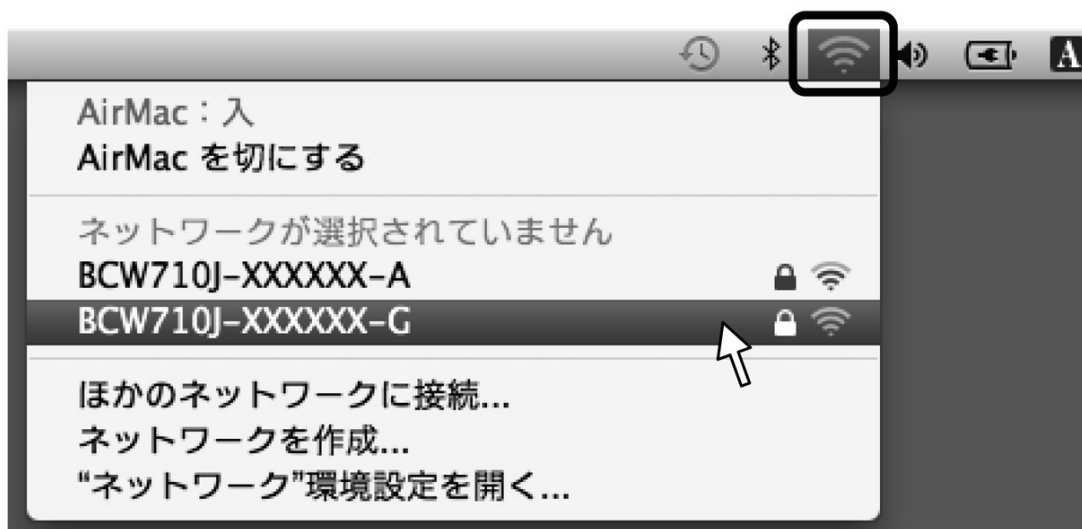 A
AirMac：入
AirMac を切にする
ネットワークが選択されていません
BCW710J-XXXXXX-A
BCW710J-XXXXXX-G
ほかのネットワークに接続...
ネットワークを作成...
“ネットワーク”環境設定を開く...